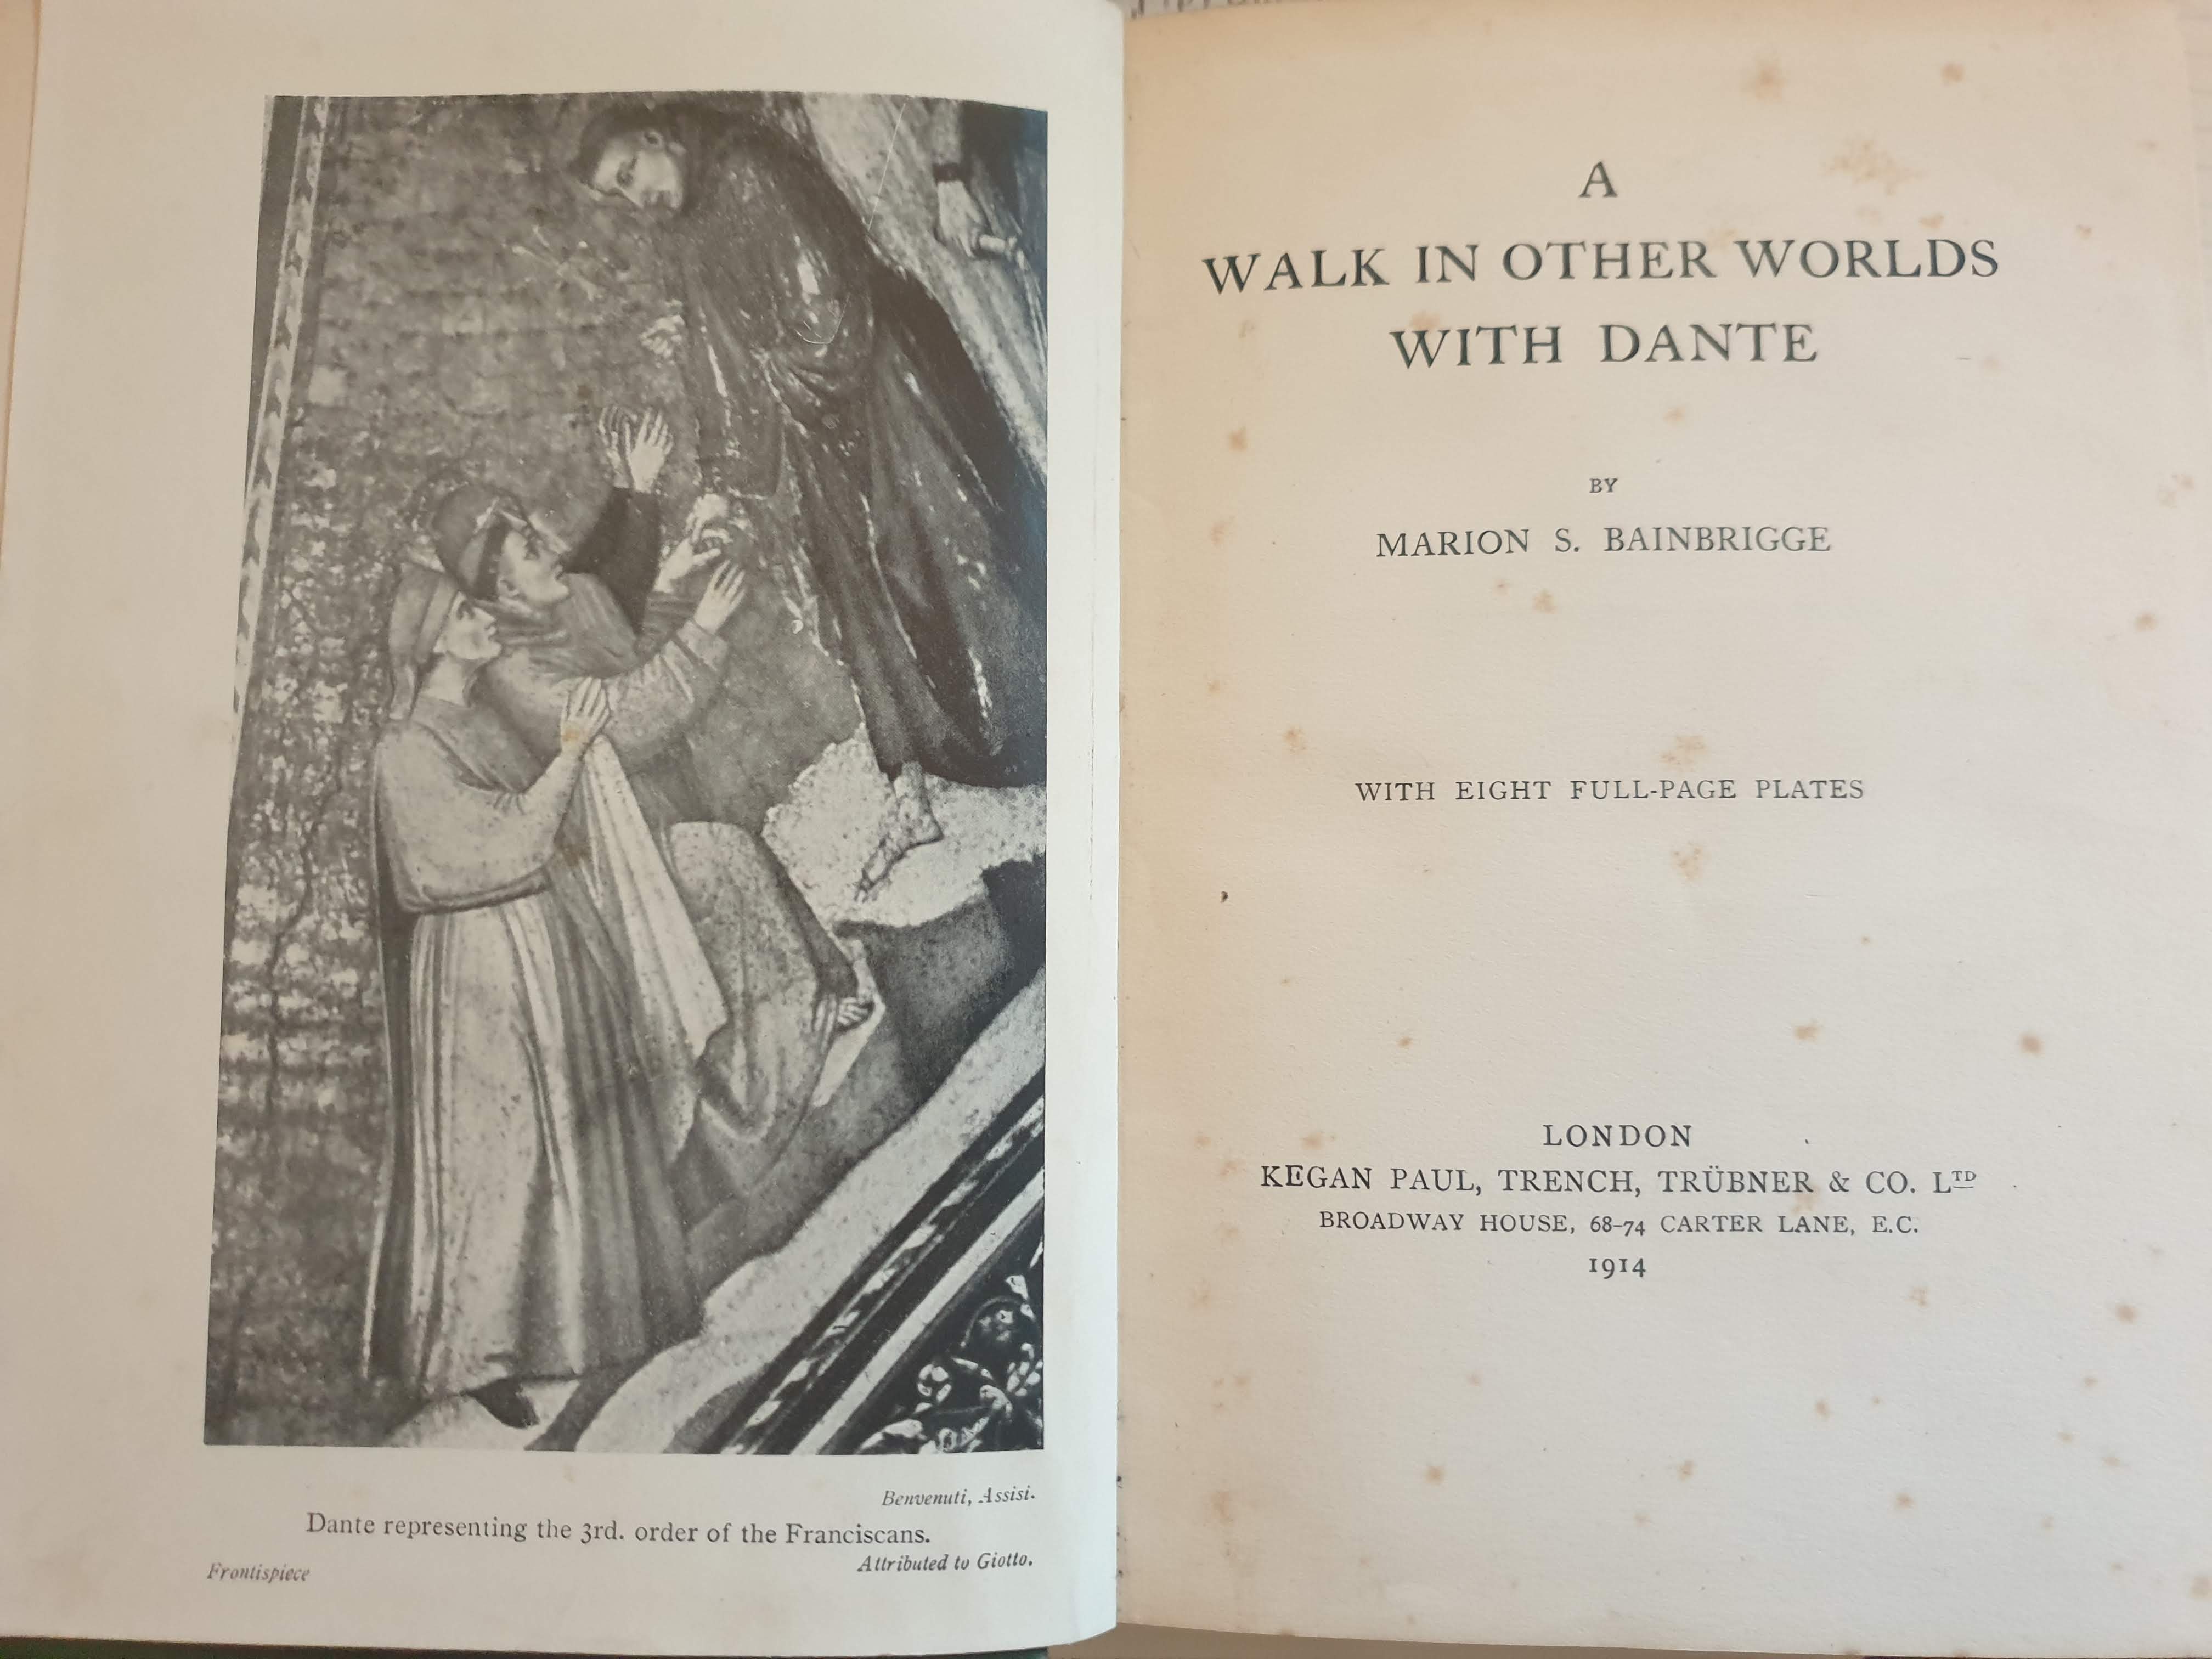 Benvenuti, Assisi.
Dante representing the 3rd. order of the Franciscans.
Attributed to Giotto.
Frontispiece
A
WALK IN OTHER WORLDS
WITH DANTE
BY
MARION S. BAINBRIGGE
WITH EIGHT FULL-PAGE PLATES
LONDON
KEGAN PAUL, TRENCH, TRÜBNER & CO. LTD
BROADWAY HOUSE, 68–74 CARTER LANE, E.C.
1914